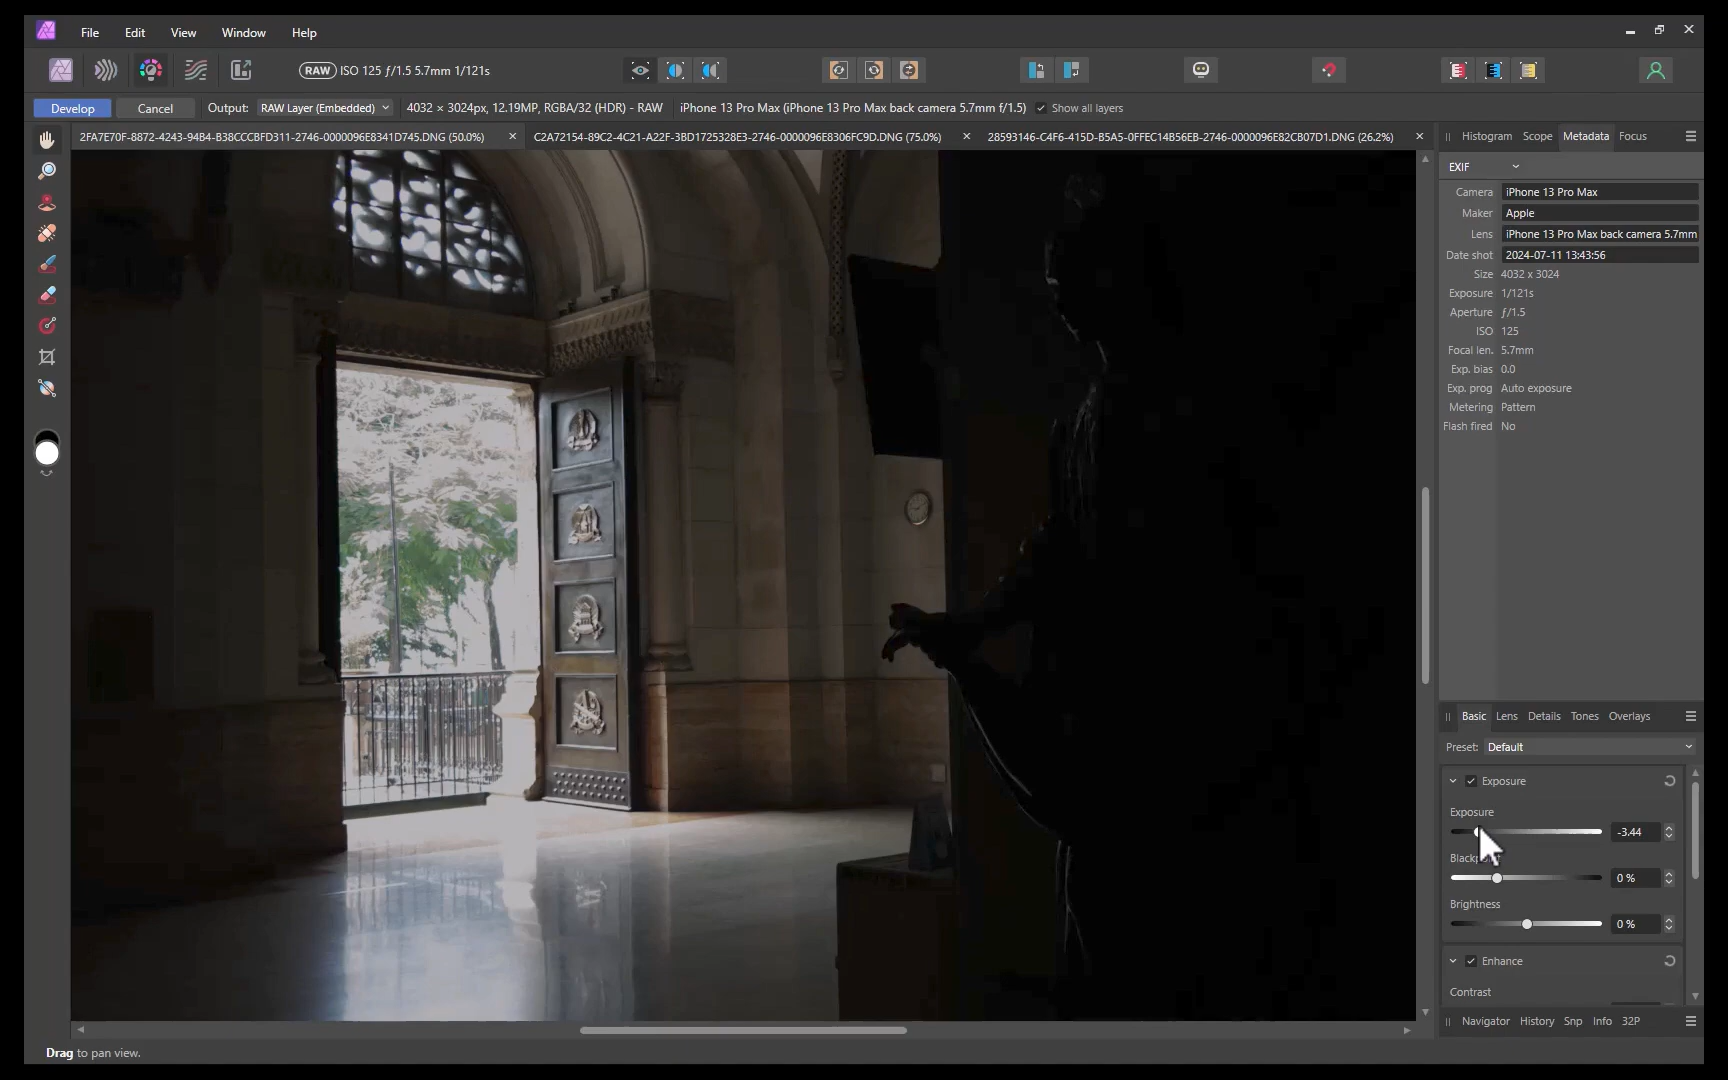 File Edit View Window Help
RAW ISO 125 ƒ/1.5 5.7mm 1/121s
Develop Cancel Output: RAW Layer (Embedded) 4032 × 3024px, 12.19MP, RGBA/32 (HDR) - RAW iPhone 13 Pro Max (iPhone 13 Pro Max back camera 5.7mm f/1.5) Show all layers
2FA7E70F-8872-4243-94B4-B38CCCBFD311-2746-0000096E8341D745.DNG (50.0%) C2A72154-89C2-4C21-A22F-3BD1725328E3-2746-0000096E8306FC9D.DNG (75.0%) 28593146-C4F6-415D-B5A5-0FFEC14B56EB-2746-0000096E82CB07D1.DNG (26.2%) Histogram Scope Metadata Focus
EXIF
Camera iPhone 13 Pro Max
Maker Apple
Lens iPhone 13 Pro Max back camera 5.7mm
Date shot 2024-07-11 13:43:56
Size 4032 x 3024
Exposure 1/121s
Aperture ƒ/1.5
ISO 125
Focal len. 5.7mm
Exp. bias 0.0
Exp. prog Auto exposure
Metering Pattern
Flash fired No
Basic Lens Details Tones Overlays
Preset: Default
Exposure
Exposure
-3.44
0 %
Brightness
0 %
Enhance
Contrast
Navigator History Snp Info 32P
Drag to pan view.